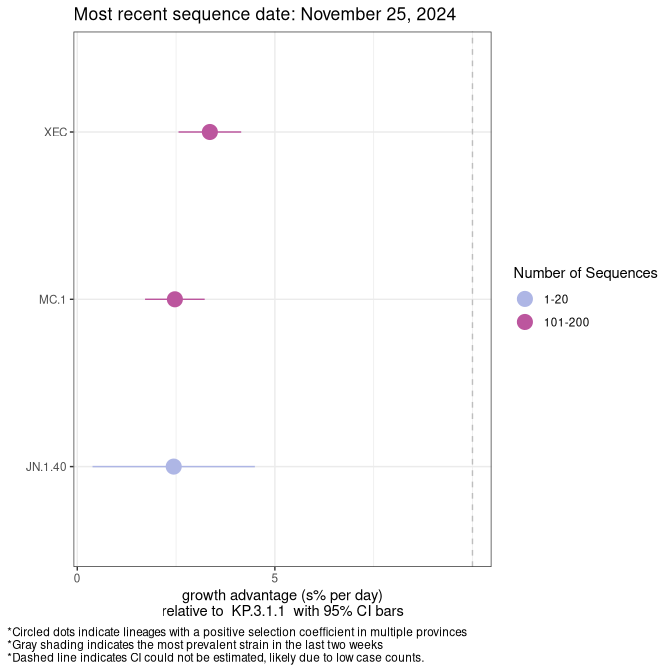 Most recent sequence date: November 25, 2024
XEC
MC.1
JN.1.40
0
5
growth advantage (s% per day)
relative to  KP.3.1.1  with 95% CI bars
Number of Sequences
1-20
101-200
*Circled dots indicate lineages with a positive selection coefficient in multiple provinces
*Gray shading indicates the most prevalent strain in the last two weeks
*Dashed line indicates CI could not be estimated, likely due to low case counts.